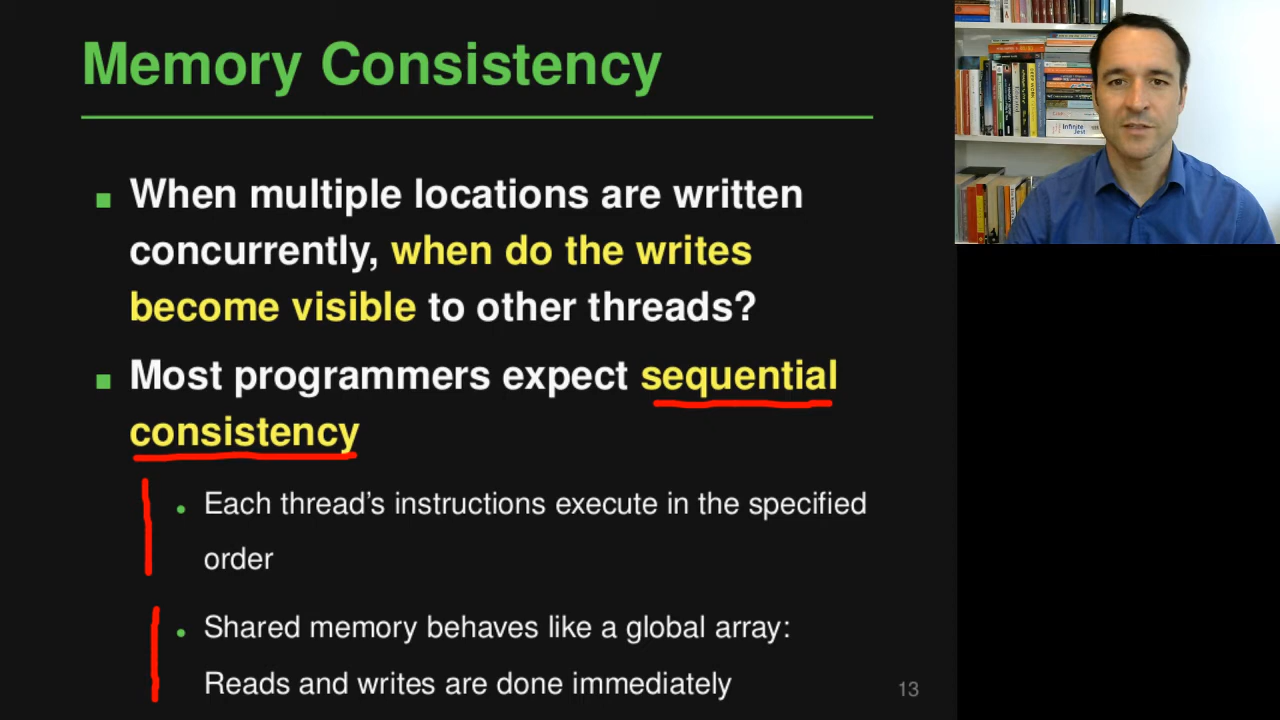 Memory Consistency
When multiple locations are written
concurrently, when do the writes
become visible to other threads?
Most programmers expect sequential
consistency
Each thread's instructions execute in the specified
order
Shared memory behaves like a global array:
Reads and writes are done immediately
13
Infinite
Jest